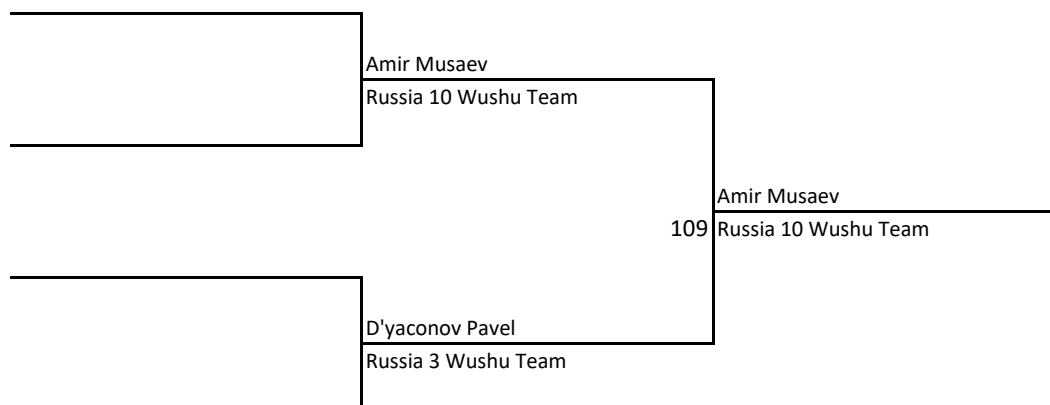 Amir Musaev
Russia 10 Wushu Team
Amir Musaev
109 Russia 10 Wushu Team
D'yaconov Pavel
Russia 3 Wushu Team